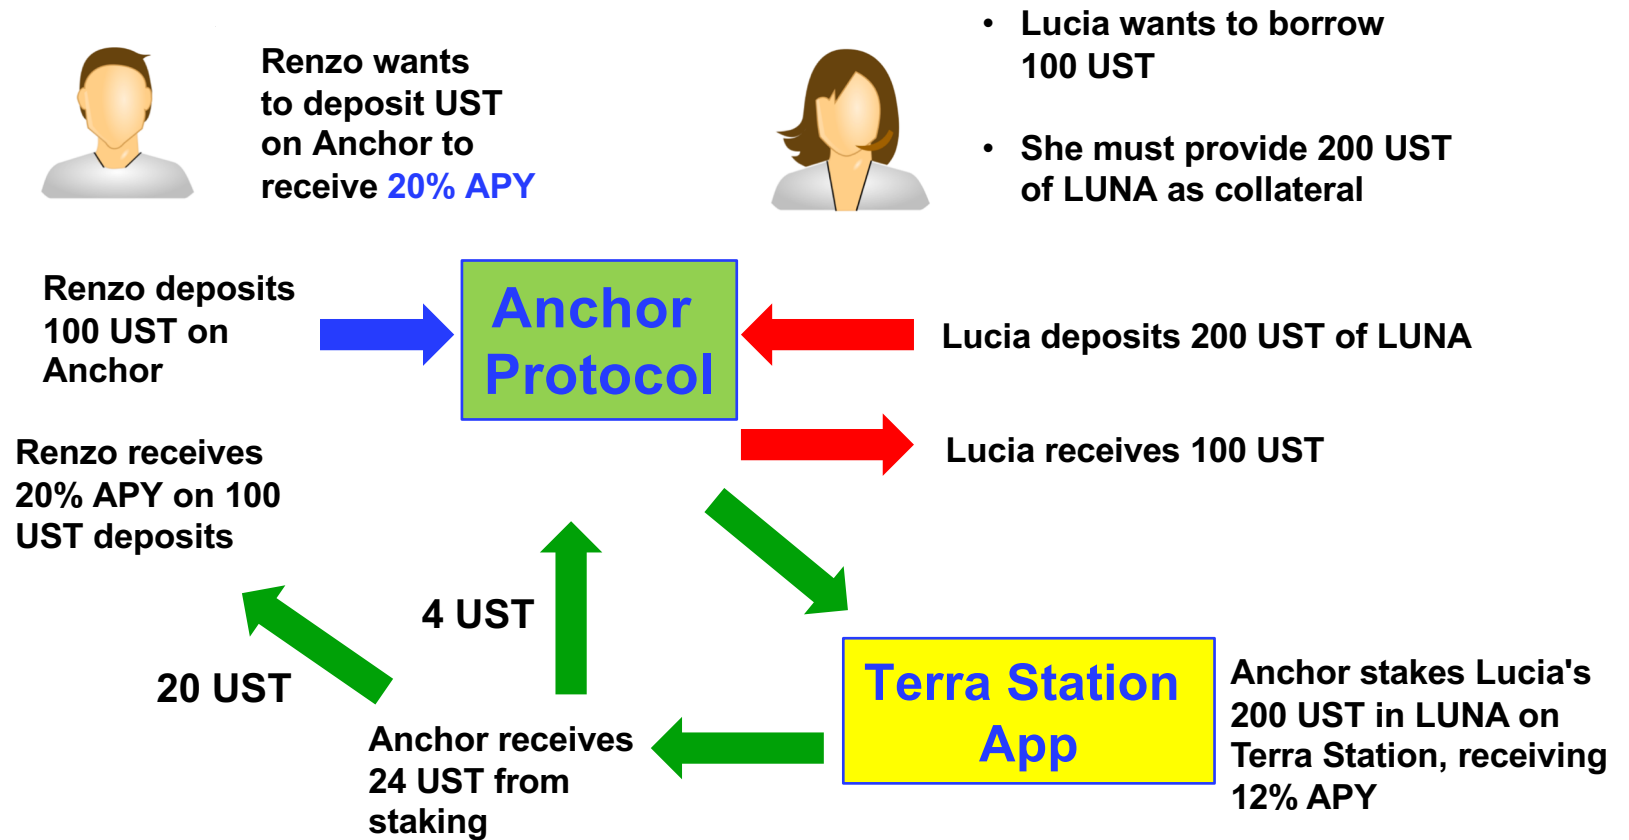 Renzo wants
to deposit UST
on Anchor to
receive 20% APY
• Lucia wants to borrow
100 UST
• She must provide 200 UST
of LUNA as collateral
Renzo deposits
100 UST on
Anchor
Anchor
Protocol
Lucia deposits 200 UST of LUNA
Renzo receives
20% APY on 100
UST deposits
Lucia receives 100 UST
4 UST
20 UST
Anchor receives
24 UST from
staking
Terra Station
App
Anchor stakes Lucia's
200 UST in LUNA on
Terra Station, receiving
12% APY